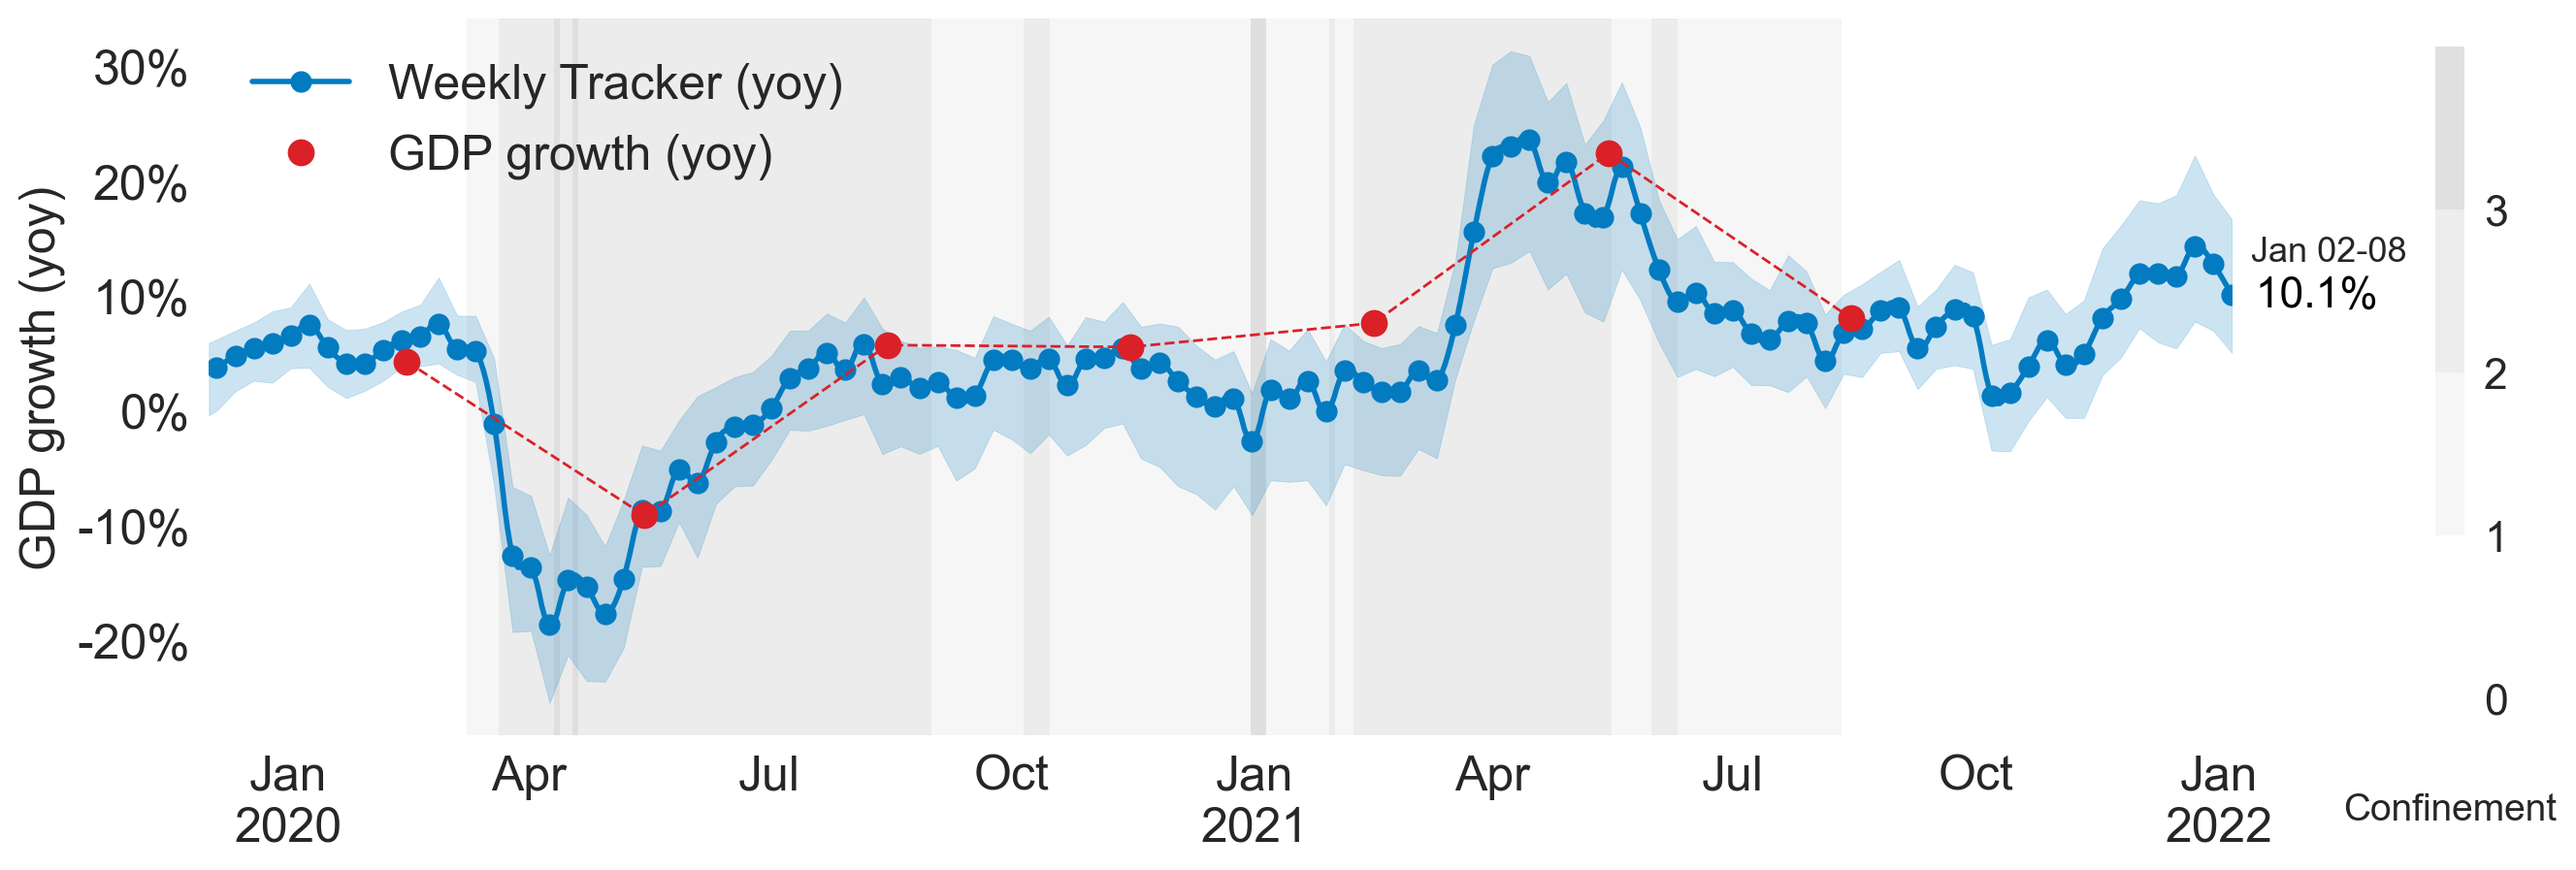 GDP growth (yoy)
30%
20%
10%
0%
-10%
-20%
Weekly Tracker (yoy)
GDP growth (yoy)
Jan 02-08
10.1%
3
2
1
0
Jan Apr Jul Oct Jan Apr Jul Oct Jan
2020 2021 2022
Confinement